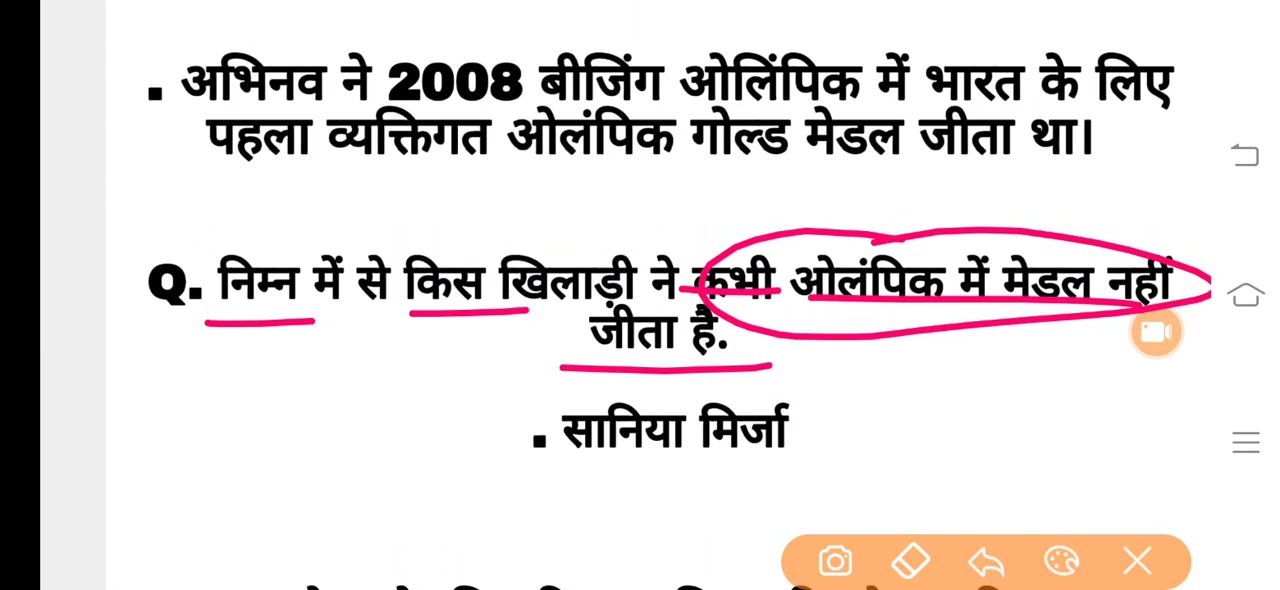 . अभिनव ने 2008 बीजिंग ओलिंपिक में भारत के लिए
पहला व्यक्तिगत ओलंपिक गोल्ड मेडल जीता था।
Q. निम्न में से किस खिलाड़ी ने कभी ओलंपिक में मेडल नहीं
जीता है.
. सानिया मिर्जा